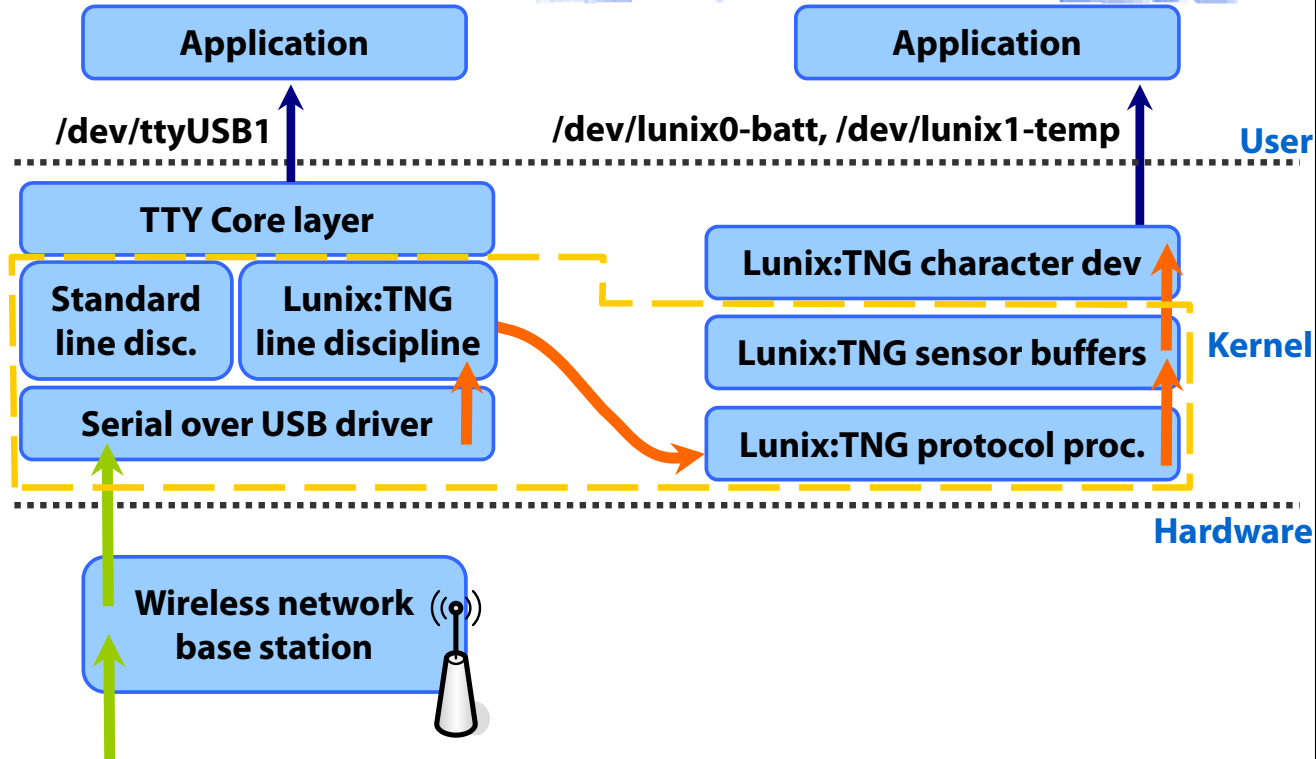 Application
Application
/dev/ttyUSB1
/dev/lunix0-batt, /dev/lunix1-temp
User
TTY Core layer
Standard
line disc.
Lunix:TNG
line discipline
Serial over USB driver
Lunix:TNG character dev
Lunix:TNG sensor buffers
Kernel
Lunix:TNG protocol proc.
Hardware
Wireless network
base station